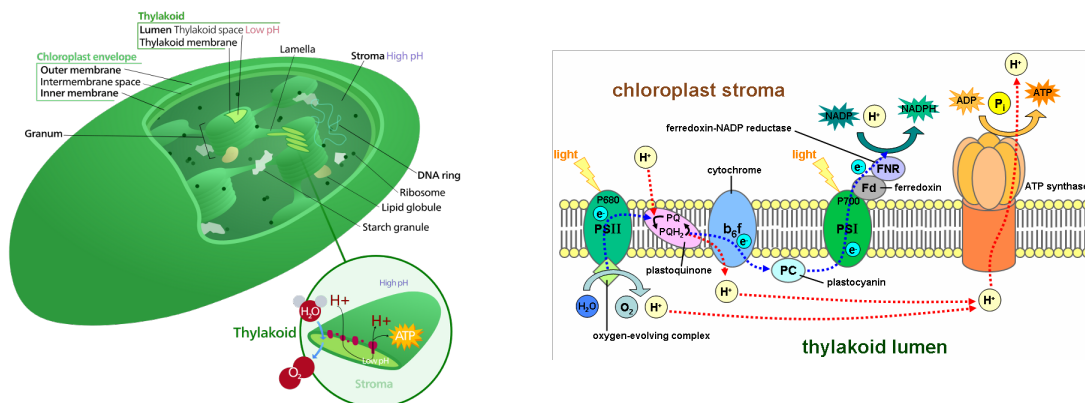 Thylakoid
Lumen Thylakoid space Low pH
Thylakoid membrane
Lamella
Stroma High pH
Chloroplast envelope
Outer membrane
Intermembrane space
Inner membrane
Granum
DNA ring
Ribosome
Lipid globule
Starch granule
High pH
H₂O
H+
H+
Thylakoid
ATP
Low pH
O₂
Stroma
chloroplast stroma
H⁺
ATP
ADP
Pᵢ
NADP
H⁺
NADPH
ferredoxin-NADP reductase
light
H⁺
cytochrome
light
e⁻
FNR
Fd
ferredoxin
ATP synthase
P680
P700
e⁻
PSII
PQ
PQH₂
b₆f
e⁻
PSI
e⁻
plastoquinone
PC
plastocyanin
H₂O
O₂
H⁺
H⁺
H⁺
oxygen-evolving complex
thylakoid lumen